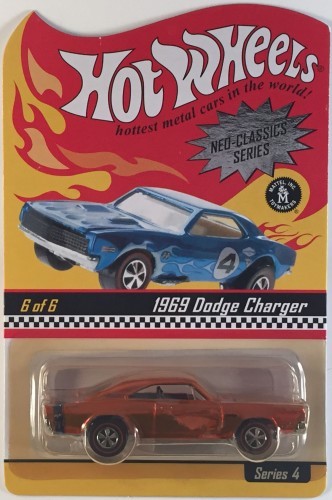 HOT WHEELS
hottest metal cars in the world!
NEO-CLASSICS
SERIES
MATTEL, INC.
M
TOYMAKERS
®
4
6 of 6
1969 Dodge Charger
Series 4